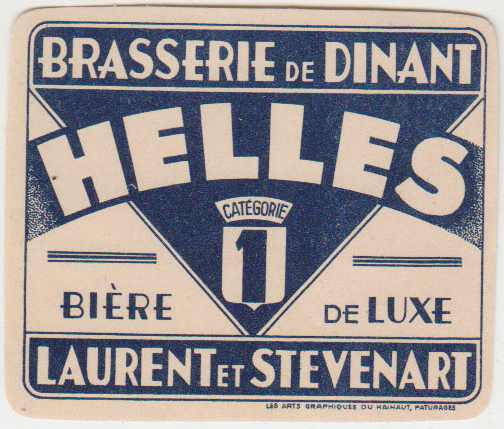 BRASSERIE DE DINANT
HELLES
CATÉGORIE
1
BIÈRE DE LUXE
LAURENT ET STEVENART
LES ARTS GRAPHIQUES DU HAINAUT, PATURAGES